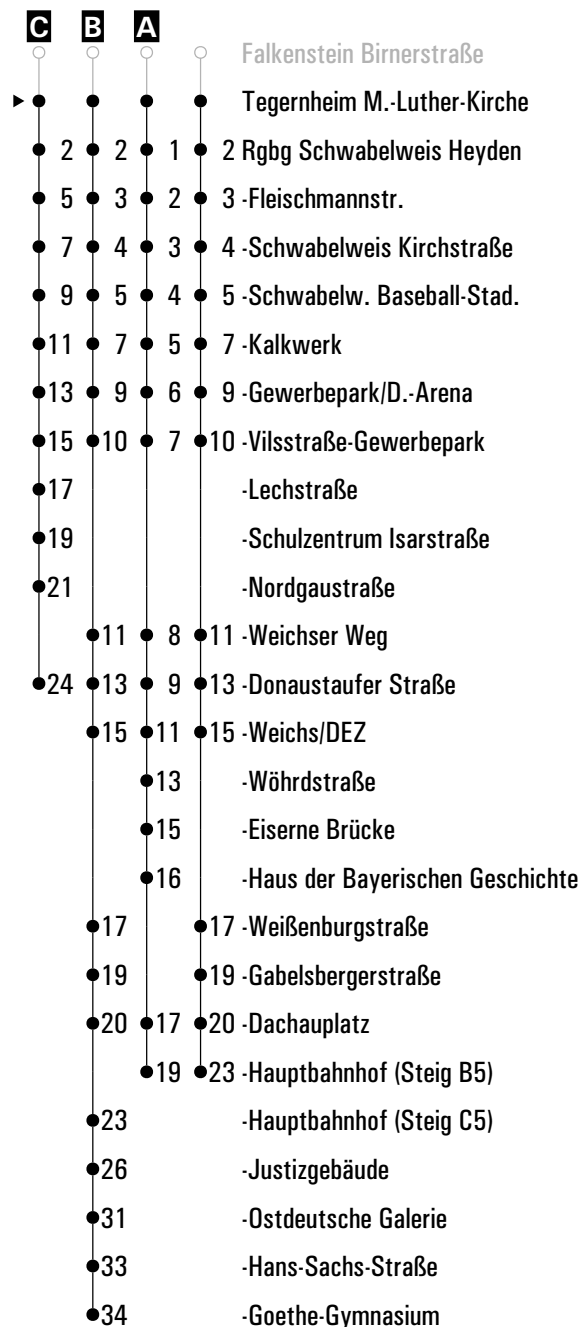 C B A
Falkenstein Birnerstraße
Tegernheim M.-Luther-Kirche
2 2 1 2 Rgbg Schwabelweis Heyden
5 3 2 3 -Fleischmannstr.
7 4 3 4 -Schwabelweis Kirchstraße
9 5 4 5 -Schwabelw. Baseball-Stad.
11 7 5 7 -Kalkwerk
13 9 6 9 -Gewerbepark/D.-Arena
15 10 7 10 -Vilsstraße-Gewerbepark
17 -Lechstraße
19 -Schulzentrum Isarstraße
21 -Nordgaustraße
11 8 11 -Weichser Weg
24 13 9 13 -Donaustaufer Straße
15 11 15 -Weichs/DEZ
13 -Wöhrdstraße
15 -Eiserne Brücke
16 -Haus der Bayerischen Geschichte
17 17 -Weißenburgstraße
19 19 -Gabelsbergerstraße
20 17 20 -Dachauplatz
19 23 -Hauptbahnhof (Steig B5)
23 -Hauptbahnhof (Steig C5)
26 -Justizgebäude
31 -Ostdeutsche Galerie
33 -Hans-Sachs-Straße
34 -Goethe-Gymnasium